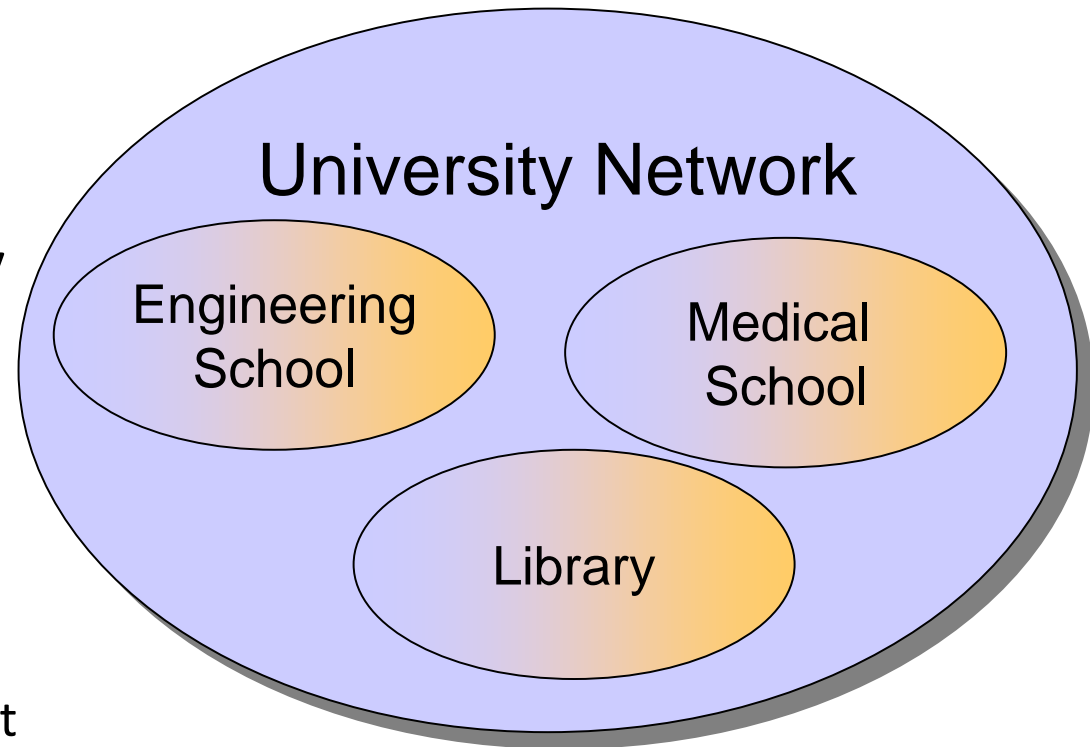 University Network
Engineering
School
Medical
School
Library
t